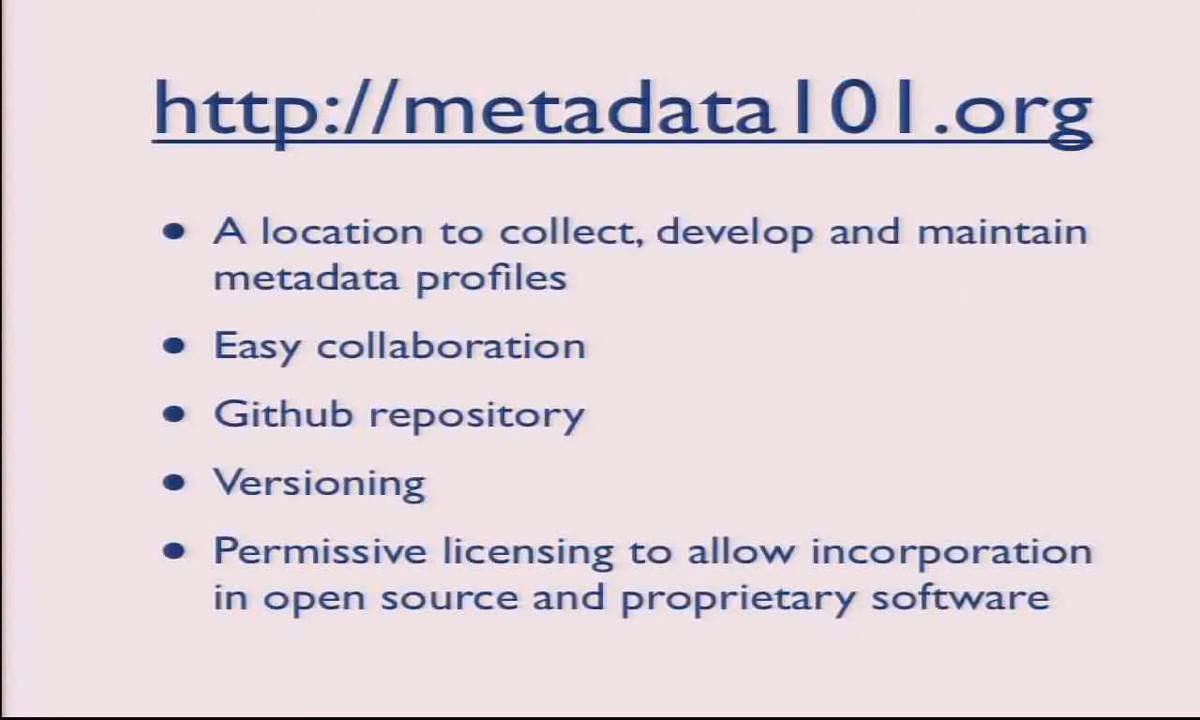 http://metadata101.org
• A location to collect, develop and maintain
metadata profiles
• Easy collaboration
• Github repository
• Versioning
• Permissive licensing to allow incorporation
in open source and proprietary software